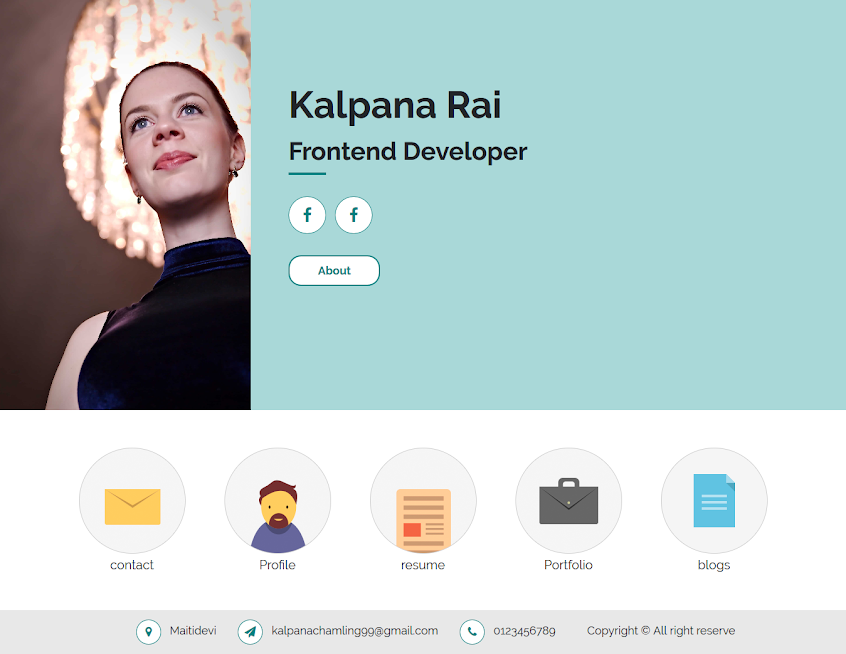 Kalpana Rai
Frontend Developer
About
contact Profile resume Portfolio blogs
Maitidevi kalpanachamling99@gmail.com 0123456789 Copyright © All right reserve